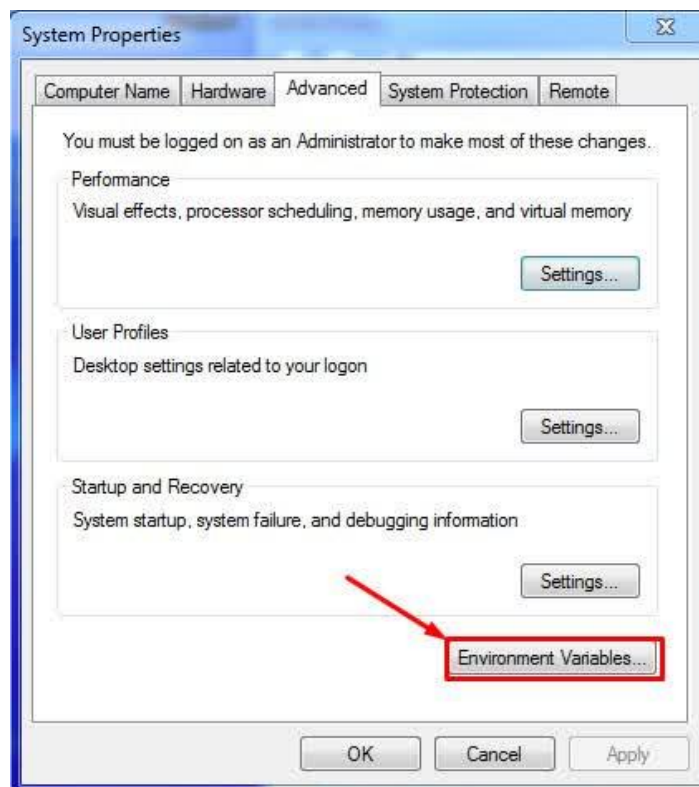 System Properties
Computer Name Hardware Advanced System Protection Remote
You must be logged on as an Administrator to make most of these changes.
Performance
Visual effects, processor scheduling, memory usage, and virtual memory
Settings...
User Profiles
Desktop settings related to your logon
Settings...
Startup and Recovery
System startup, system failure, and debugging information
Settings...
Environment Variables...
OK Cancel Apply